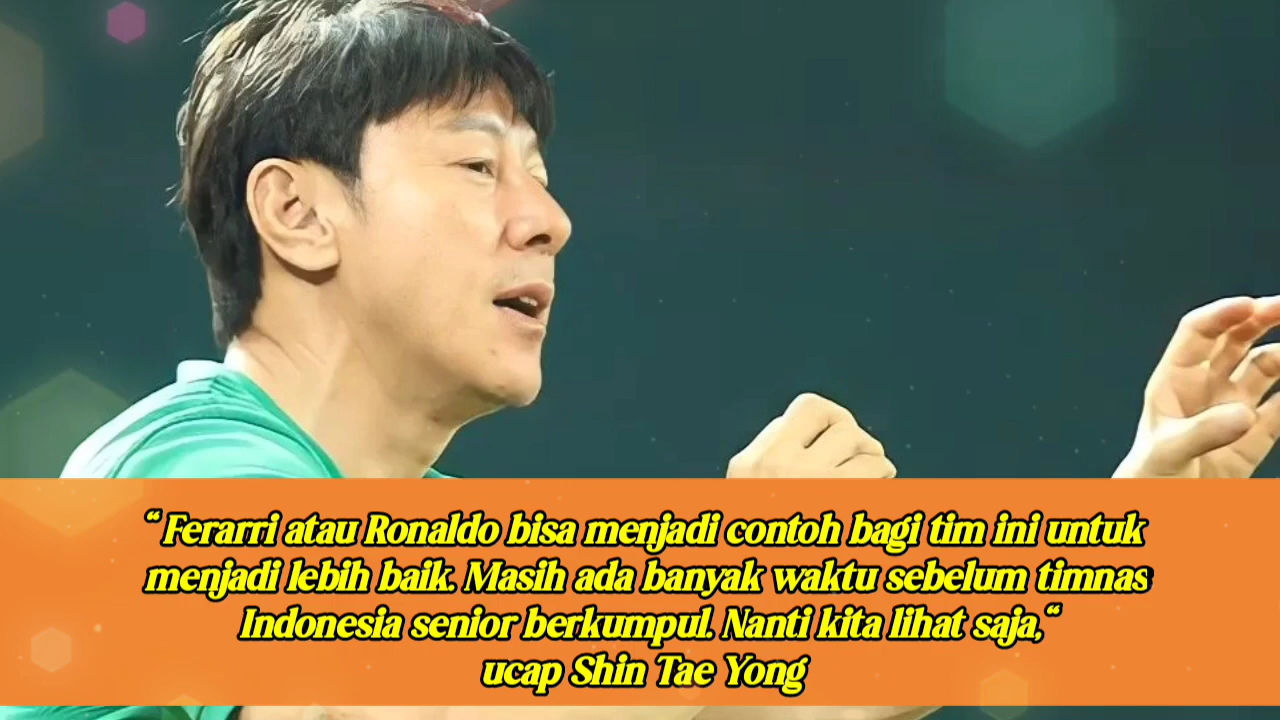 “ Ferarri atau Ronaldo bisa menjadi contoh bagi tim ini untuk
menjadi lebih baik. Masih ada banyak waktu sebelum timnas
Indonesia senior berkumpul. Nanti kita lihat saja,“
ucap Shin Tae Yong